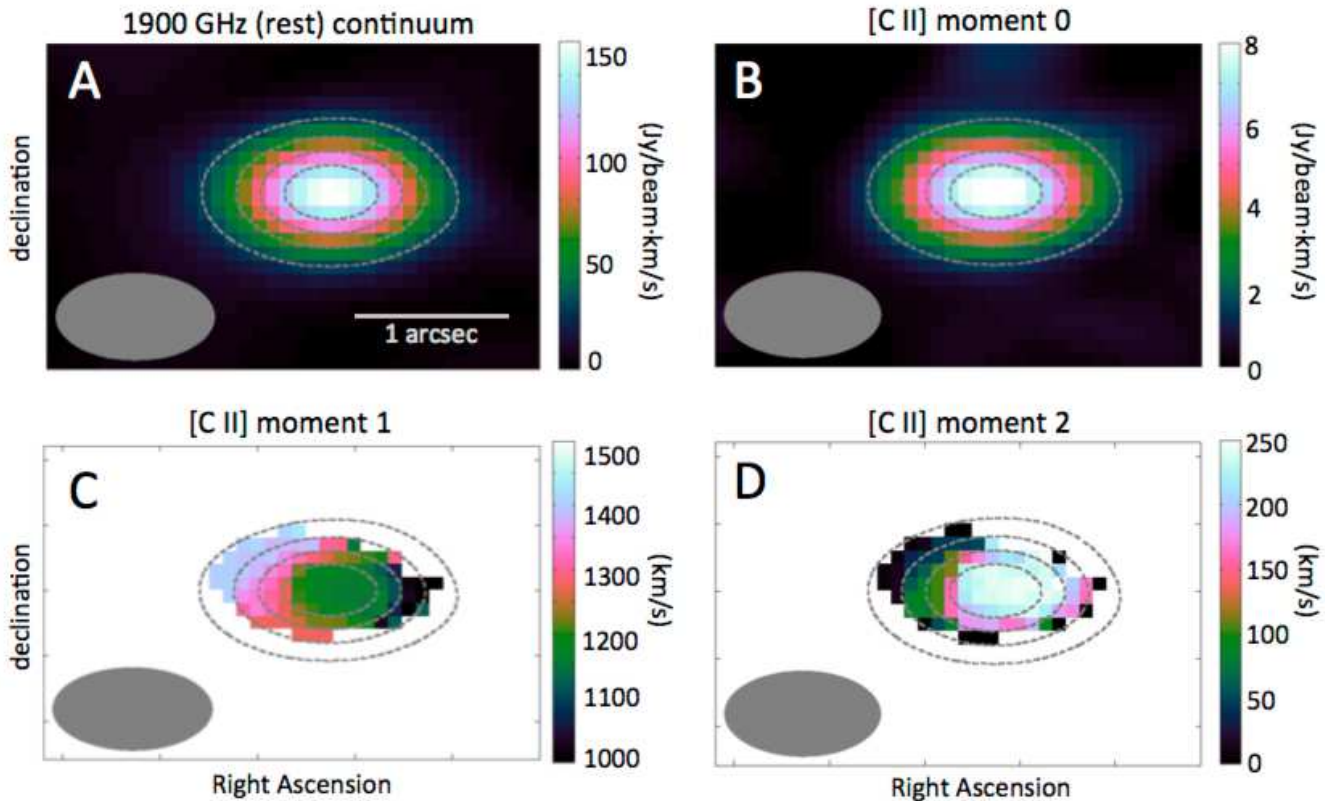 1900 GHz (rest) continuum
A
declination
1 arcsec
150
100
50
0
(Jy/beam·km/s)
[C II] moment 0
B
8
6
4
2
0
(Jy/beam·km/s)
[C II] moment 1
C
declination
Right Ascension
1500
1400
1300
1200
1100
1000
(km/s)
[C II] moment 2
D
Right Ascension
250
200
150
100
50
0
(km/s)